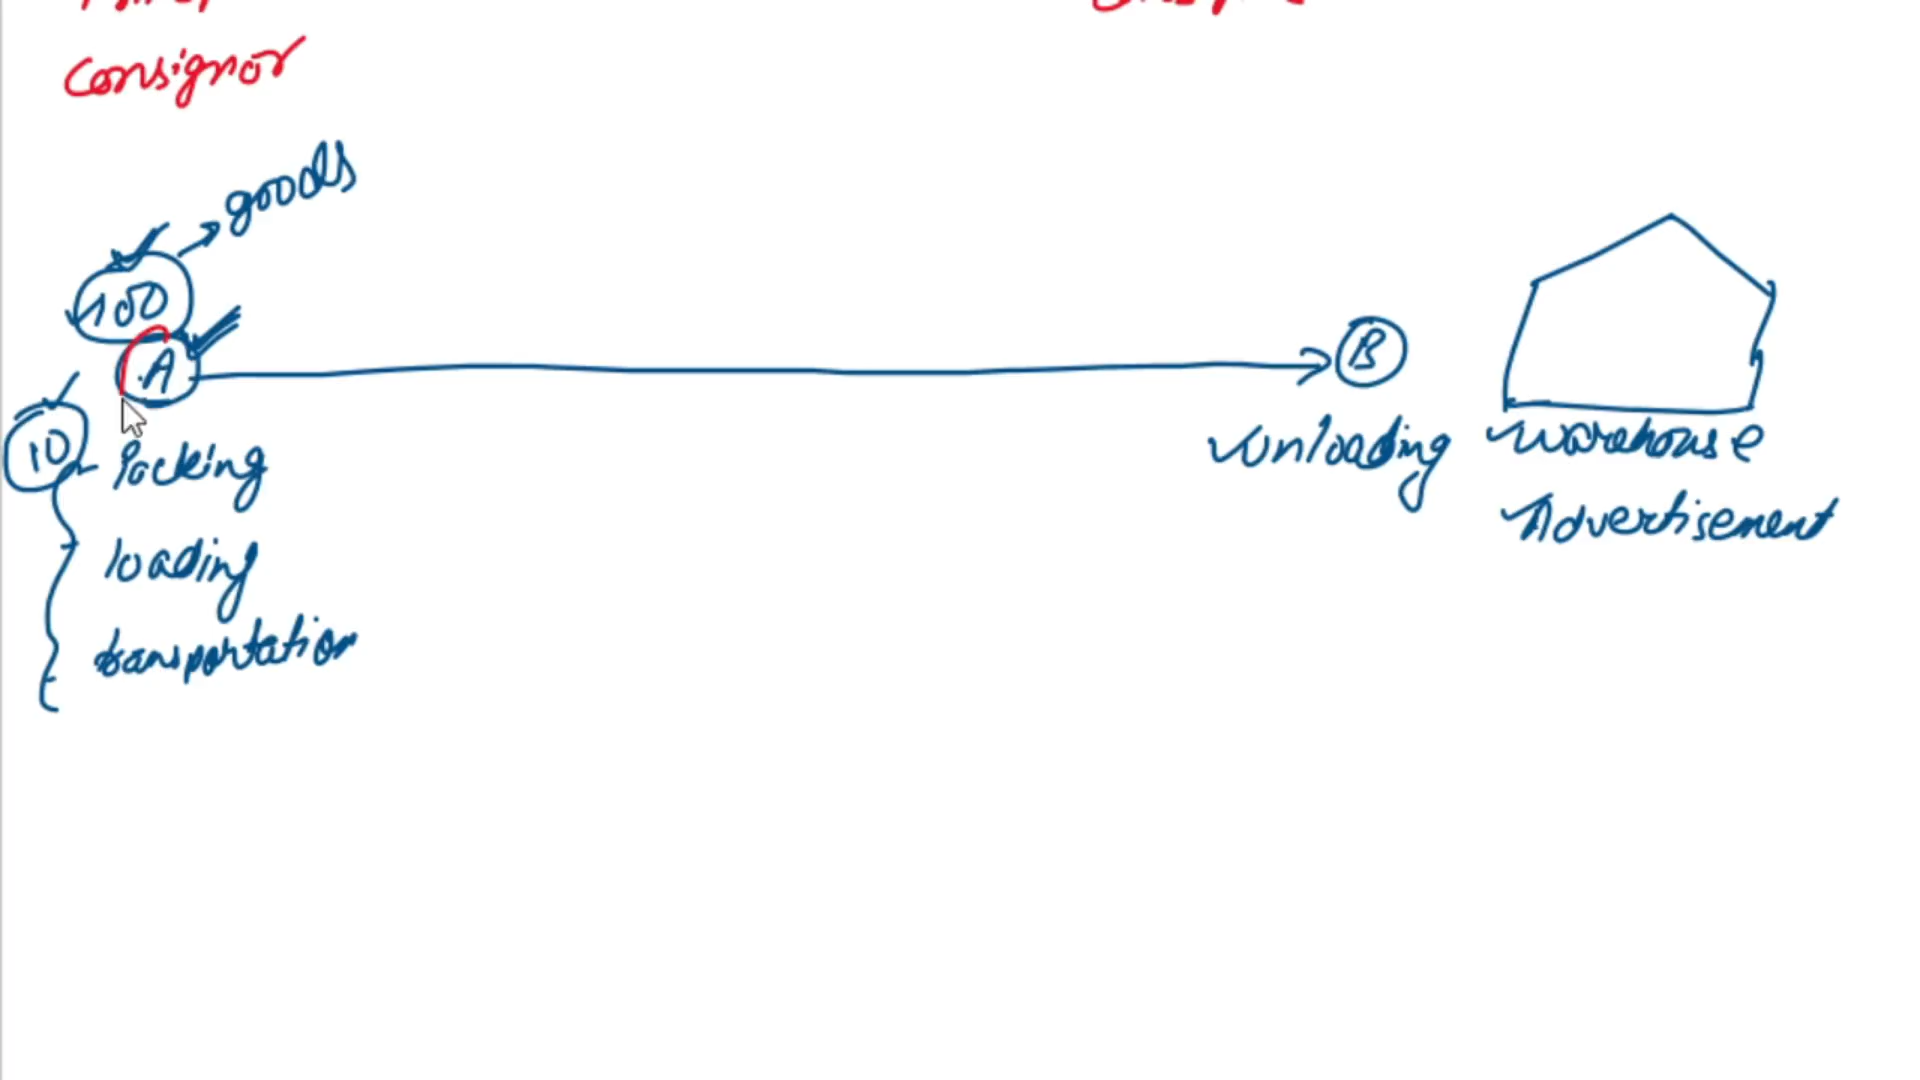 Consignor
goods
100
A
B
10
Packing
Unloading
warehouse
loading
Advertisement
transportation